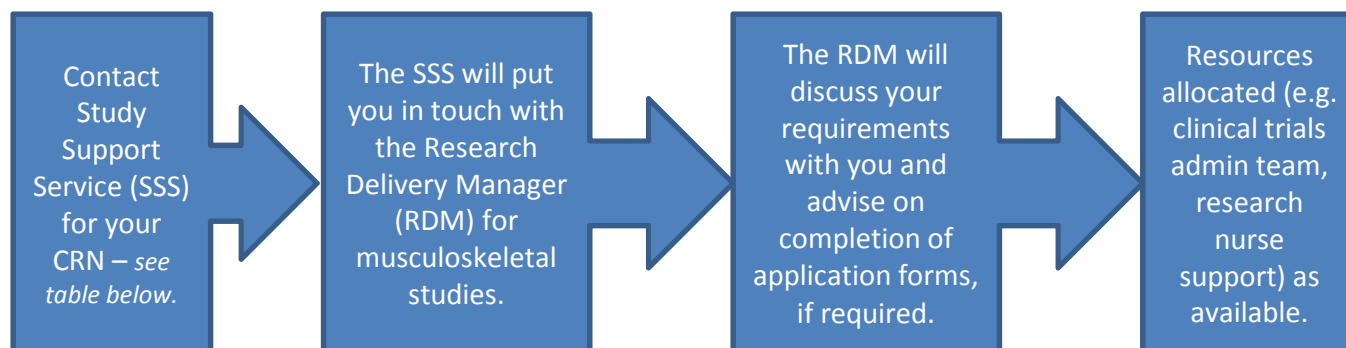 Contact
Study
Support
Service (SSS)
for your
CRN – see
table below.
The SSS will put
you in touch with
the Research
Delivery Manager
(RDM) for
musculoskeletal
studies.
The RDM will
discuss your
requirements
with you and
advise on
completion of
application forms,
if required.
Resources
allocated (e.g.
clinical trials
admin team,
research
nurse
support) as
available.